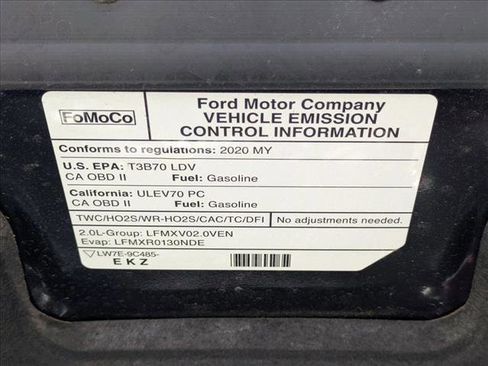 FoMoCo
Ford Motor Company
VEHICLE EMISSION
CONTROL INFORMATION
Conforms to regulations: 2020 MY
U.S. EPA: T3B70 LDV
CA OBD II Fuel: Gasoline
California: ULEV70 PC
CA OBD II Fuel: Gasoline
TWC/HO2S/WR-HO2S/CAC/TC/DFI No adjustments needed.
2.0L-Group: LFMXV02.0VEN
Evap: LFMXR0130NDE
LW7E-9C485-
EKZ